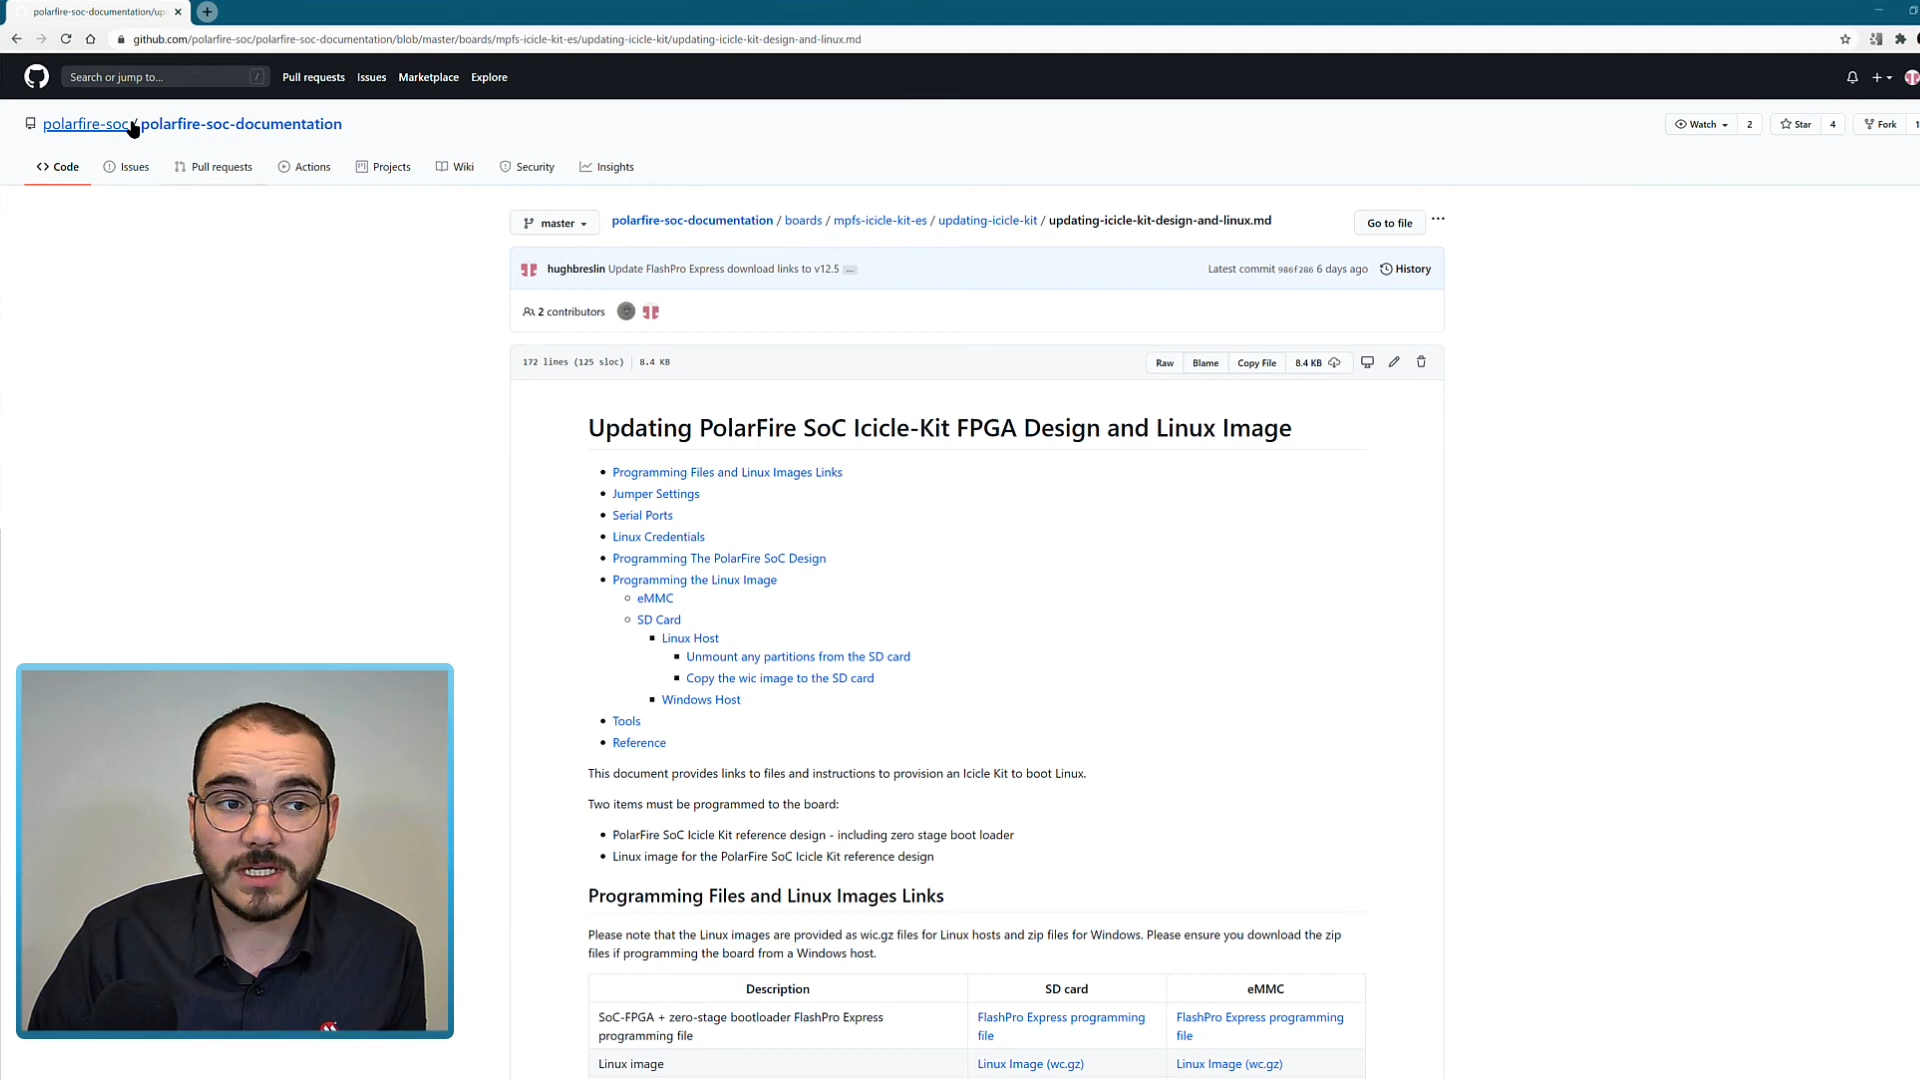 polarfire-soc-documentation/up
github.com/polarfire-soc/polarfire-soc-documentation/blob/master/boards/mpfs-icicle-kit-es/updating-icicle-kit/updating-icicle-kit-design-and-linux.md
Search or jump to... / Pull requests Issues Marketplace Explore
polarfire-soc / polarfire-soc-documentation
Watch 2 Star 4 Fork 1
Code Issues Pull requests Actions Projects Wiki Security Insights
master polarfire-soc-documentation / boards / mpfs-icicle-kit-es / updating-icicle-kit / updating-icicle-kit-design-and-linux.md Go to file ...
hughbreslin Update FlashPro Express download links to v12.5 ... Latest commit 986f286 6 days ago History
2 contributors
172 lines (125 sloc) 8.4 KB Raw Blame Copy File 8.4 KB
Updating PolarFire SoC Icicle-Kit FPGA Design and Linux Image
• Programming Files and Linux Images Links
• Jumper Settings
• Serial Ports
• Linux Credentials
• Programming The PolarFire SoC Design
• Programming the Linux Image
◦ eMMC
◦ SD Card
▪ Linux Host
▪ Unmount any partitions from the SD card
▪ Copy the wic image to the SD card
▪ Windows Host
• Tools
• Reference
This document provides links to files and instructions to provision an Icicle Kit to boot Linux.
Two items must be programmed to the board:
• PolarFire SoC Icicle Kit reference design - including zero stage boot loader
• Linux image for the PolarFire SoC Icicle Kit reference design
Programming Files and Linux Images Links
Please note that the Linux images are provided as wic.gz files for Linux hosts and zip files for Windows. Please ensure you download the zip
files if programming the board from a Windows host.
Description SD card eMMC
SoC-FPGA + zero-stage bootloader FlashPro Express FlashPro Express programming FlashPro Express programming
programming file file file
Linux image Linux Image (wc.gz) Linux Image (wc.gz)